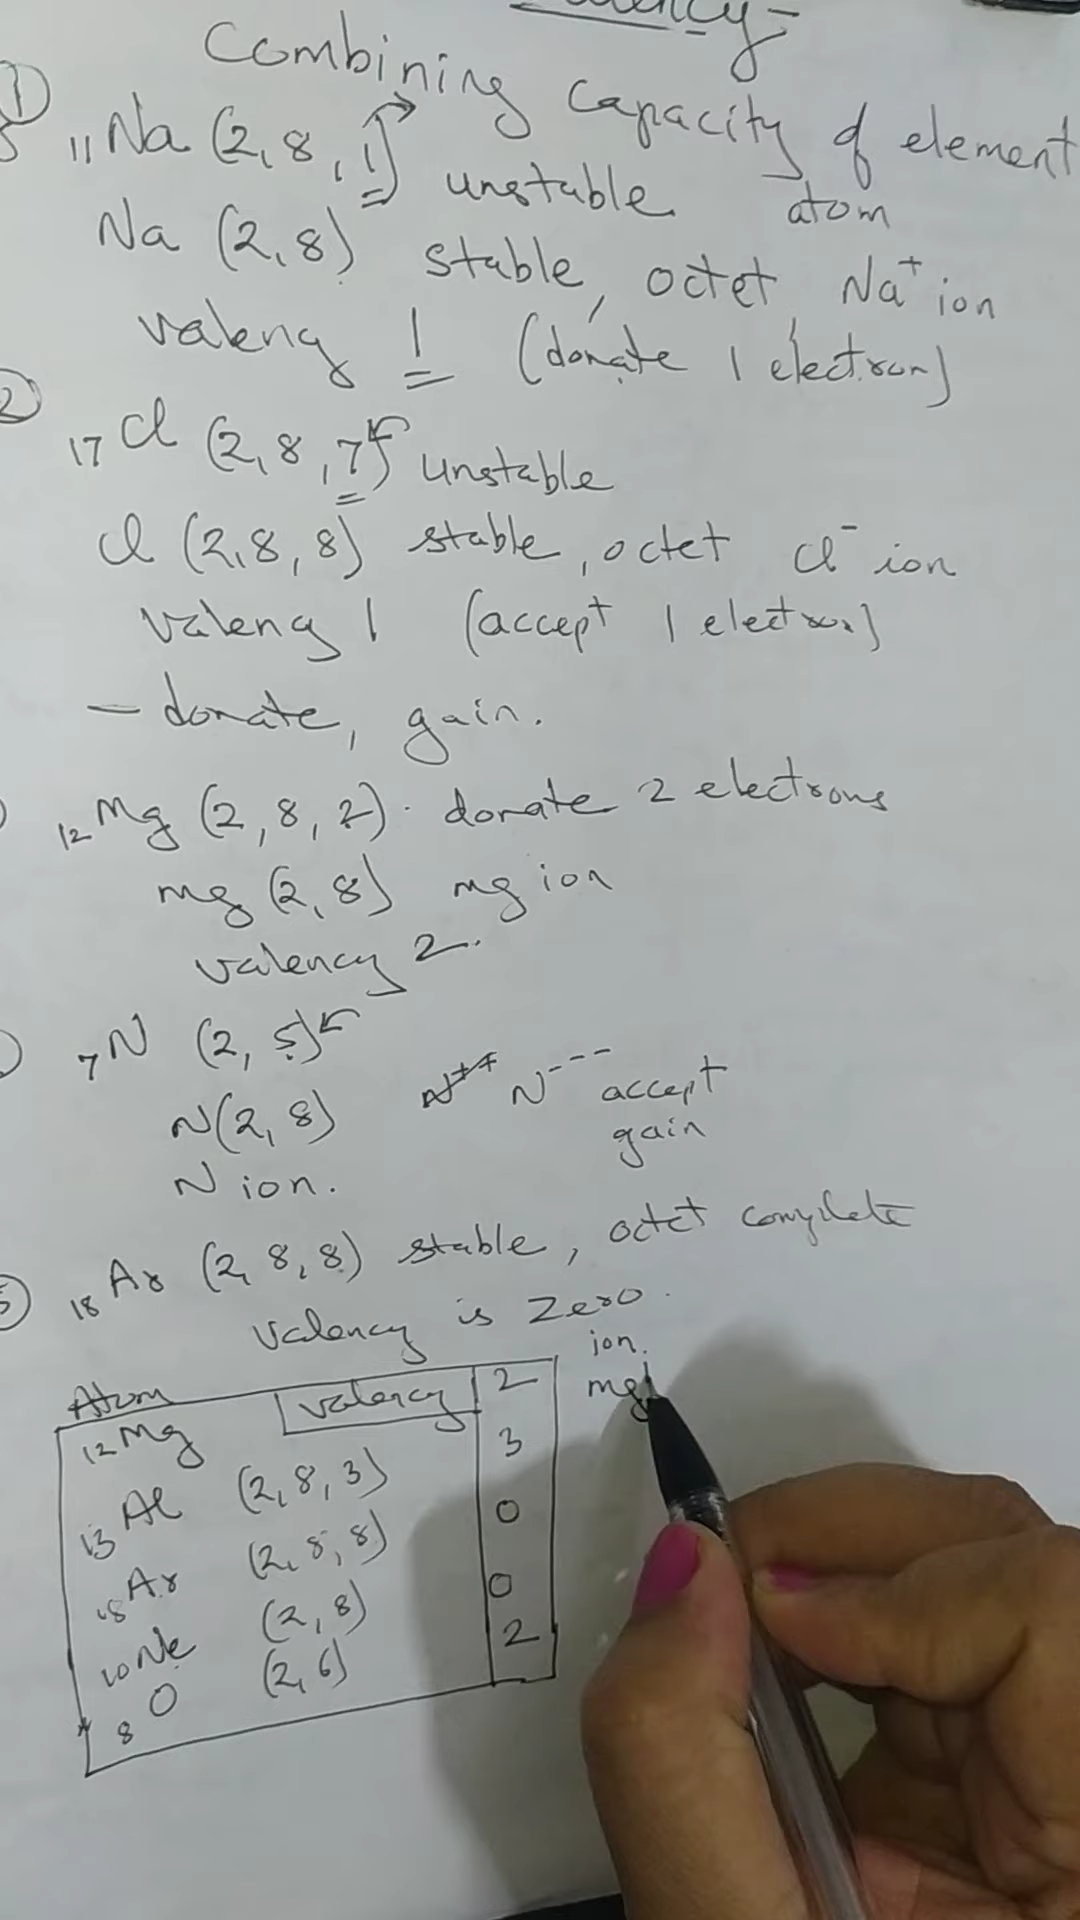 Combining capacity of element
①
11Na (2,8,1) unstable atom
Na (2,8) stable, octet, Na+ ion
valency 1 (donate 1 electron)
②
17Cl (2,8,7) unstable
Cl (2,8,8) stable, octet Cl- ion
valency 1 (accept 1 electron)
- donate, gain.
12Mg (2,8,2). donate 2 electrons
mg (2,8) mg ion
valency 2.
7N (2,5)
N(2,8) N--- accept
gain
N ion.
18Ar (2,8,8) stable, octet complete
valency is zero.
ion.
Atom valency 2 mg
12Mg
13Al (2,8,3) 3
18Ar (2,8,8) 0
10Ne (2,8) 0
8O (2,6) 2